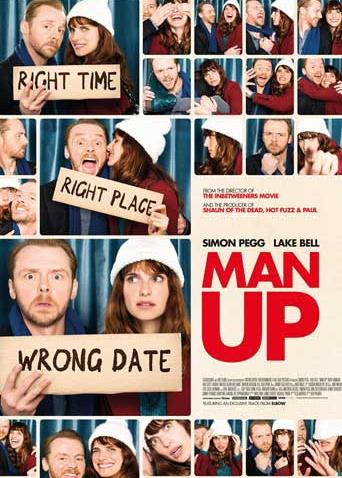 RIGHT TIME
RIGHT PLACE
FROM THE DIRECTOR OF
THE INBETWEENERS MOVIE
AND THE PRODUCER OF
SHAUN OF THE DEAD, HOT FUZZ & PAUL
SIMON PEGG LAKE BELL
MAN
UP
WRONG DATE
FEATURING AN EXCLUSIVE TRACK FROM ELBOW